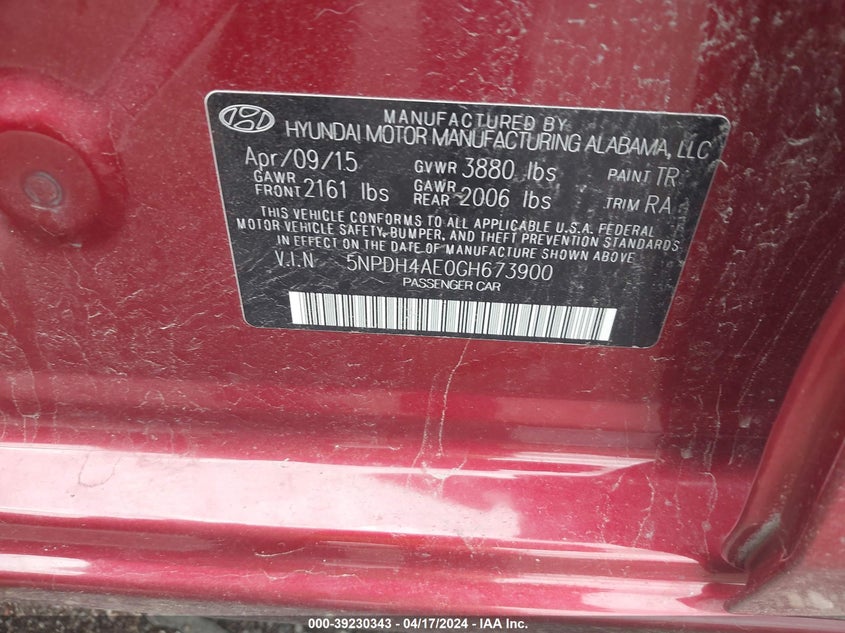 MANUFACTURED BY
HYUNDAI MOTOR MANUFACTURING ALABAMA, LLC
Apr/09/15 GVWR 3880 lbs PAINT TR
GAWR FRONT 2161 lbs GAWR REAR 2006 lbs TRIM RA
THIS VEHICLE CONFORMS TO ALL APPLICABLE U.S.A. FEDERAL
MOTOR VEHICLE SAFETY, BUMPER, AND THEFT STANDARDS
IN EFFECT ON THE DATE OF MANUFACTURE SHOWN ABOVE
V.I.N 5NPDH4AE0GH673900
PASSENGER CAR
000-39230343 - 04/17/2024 - IAA Inc.